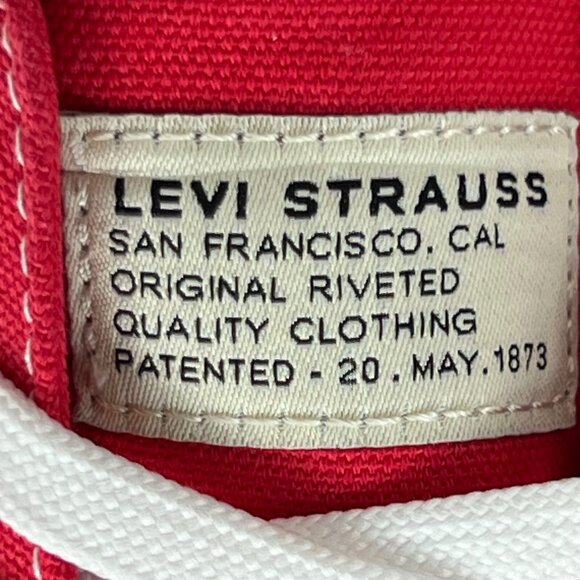 LEVI STRAUSS
SAN FRANCISCO. CAL
ORIGINAL RIVETED
QUALITY CLOTHING
PATENTED - 20 . MAY. 1873